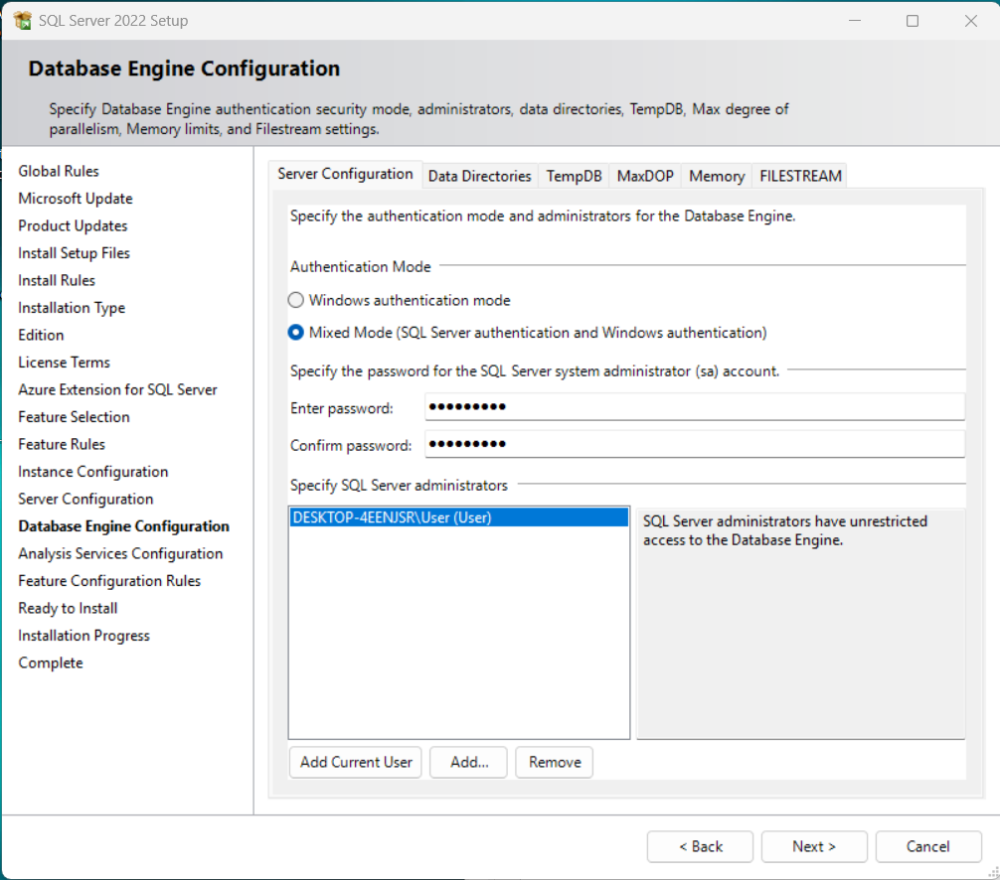 SQL Server 2022 Setup
Database Engine Configuration
Specify Database Engine authentication security mode, administrators, data directories, TempDB, Max degree of
parallelism, Memory limits, and Filestream settings.
Global Rules
Microsoft Update
Product Updates
Install Setup Files
Install Rules
Installation Type
Edition
License Terms
Azure Extension for SQL Server
Feature Selection
Feature Rules
Instance Configuration
Server Configuration
Database Engine Configuration
Analysis Services Configuration
Feature Configuration Rules
Ready to Install
Installation Progress
Complete
Server Configuration Data Directories TempDB MaxDOP Memory FILESTREAM
Specify the authentication mode and administrators for the Database Engine.
Authentication Mode
Windows authentication mode
Mixed Mode (SQL Server authentication and Windows authentication)
Specify the password for the SQL Server system administrator (sa) account.
Enter password: ●●●●●●●●●
Confirm password: ●●●●●●●●●
Specify SQL Server administrators
DESKTOP-4EENJSR\User (User)
SQL Server administrators have unrestricted
access to the Database Engine.
Add Current User Add... Remove
< Back Next > Cancel